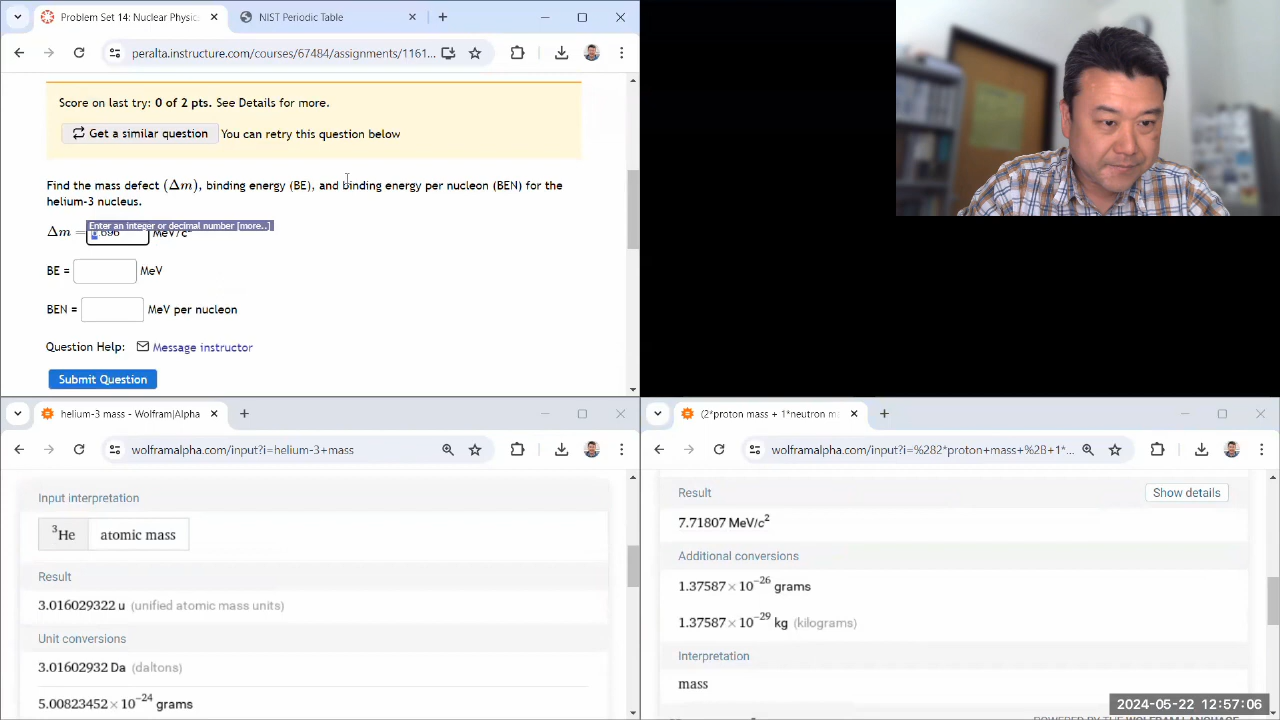 Problem Set 14: Nuclear Physic
NIST Periodic Table
peralta.instructure.com/courses/67484/assignments/1161...
Score on last try: 0 of 2 pts. See Details for more.
Get a similar question You can retry this question below
Find the mass defect (Δm), binding energy (BE), and binding energy per nucleon (BEN) for the
helium-3 nucleus.
Enter an integer or decimal number [more..]
Δm = 696 MeV/c²
BE = MeV
BEN = MeV per nucleon
Question Help: Message instructor
Submit Question
helium-3 mass - Wolfram|Alpha
wolframalpha.com/input?i=helium-3+mass
Input interpretation
³He atomic mass
Result
3.016029322 u (unified atomic mass units)
Unit conversions
3.01602932 Da (daltons)
5.00823452×10⁻²⁴ grams
(2*proton mass + 1*neutron m
wolframalpha.com/input?i=%282*proton+mass+%2B+1*...
Result
Show details
7.71807 MeV/c²
Additional conversions
1.37587×10⁻²⁶ grams
1.37587×10⁻²⁹ kg (kilograms)
Interpretation
mass
2024-05-22 12:57:06